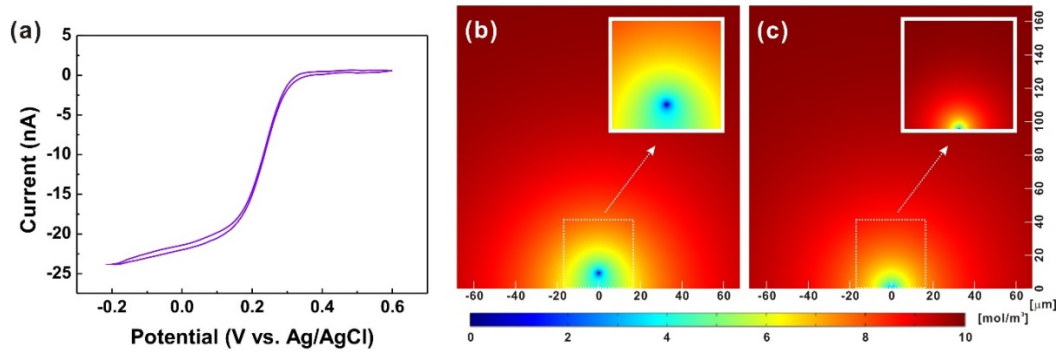 (a)
5
0
-5
-10
-15
-20
-25
Current (nA)
-0.2 0.0 0.2 0.4 0.6
Potential (V vs. Ag/AgCl)
(b)
-60 -40 -20 0 20 40 60
(c)
160
140
120
100
80
60
40
20
0
-60 -40 -20 0 20 40 60
[μm]
0 2 4 6 8 10
[mol/m³]